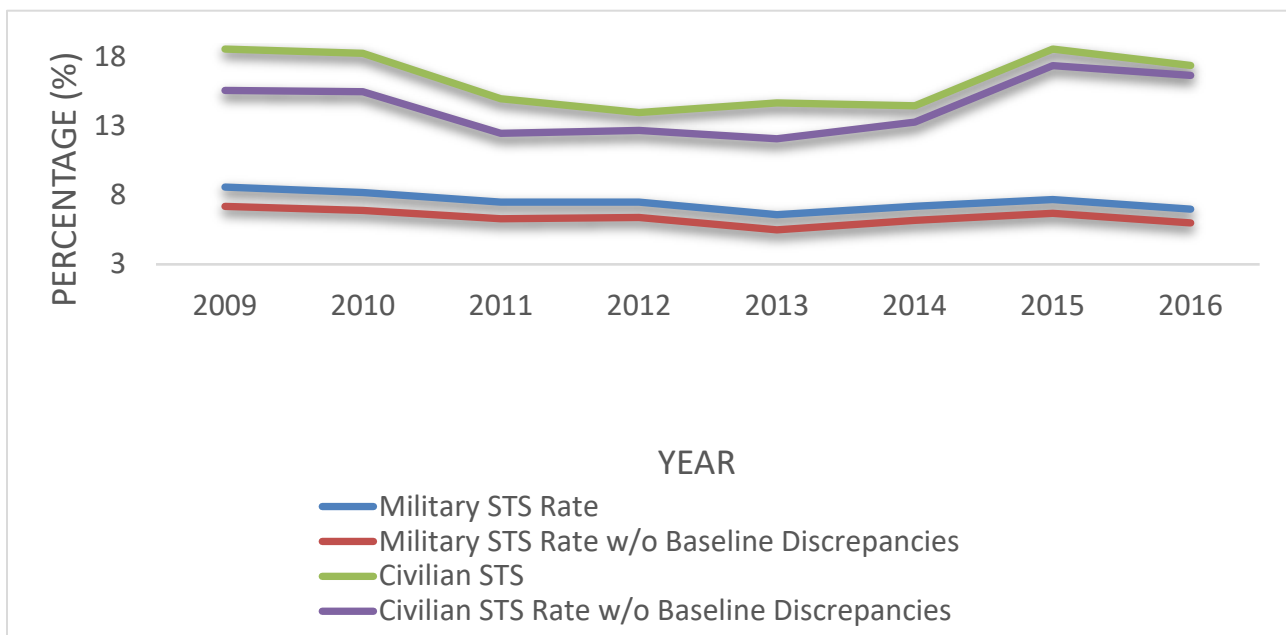 PERCENTAGE (%)
18
13
8
3
2009 2010 2011 2012 2013 2014 2015 2016
YEAR
Military STS Rate
Military STS Rate w/o Baseline Discrepancies
Civilian STS
Civilian STS Rate w/o Baseline Discrepancies